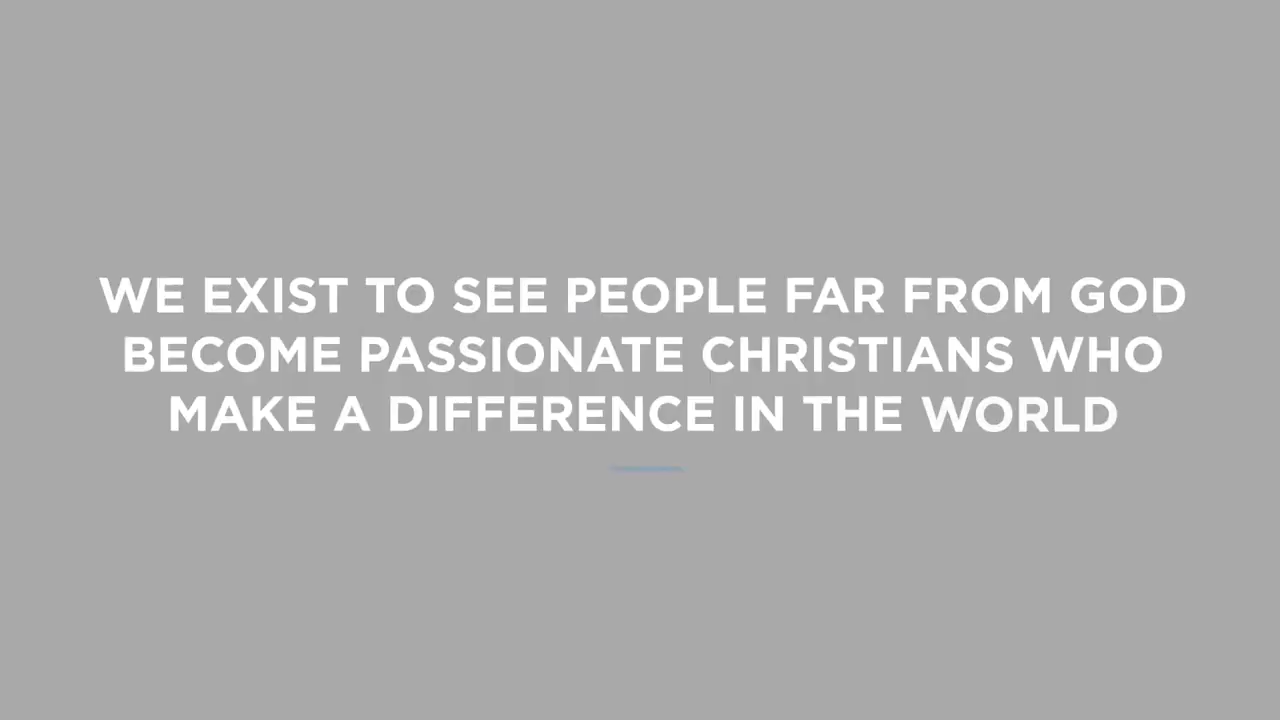 WE EXIST TO SEE PEOPLE FAR FROM GOD
BECOME PASSIONATE CHRISTIANS WHO
MAKE A DIFFERENCE IN THE WORLD